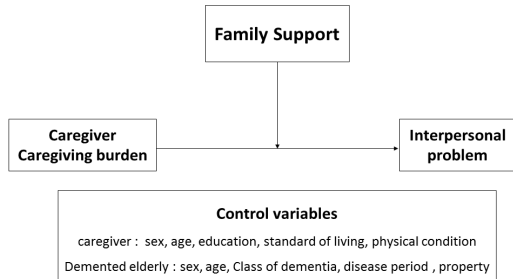 Family Support
Caregiver
Caregiving burden
Interpersonal
problem
Control variables
caregiver : sex, age, education, standard of living, physical condition
Demented elderly : sex, age, Class of dementia, disease period , property